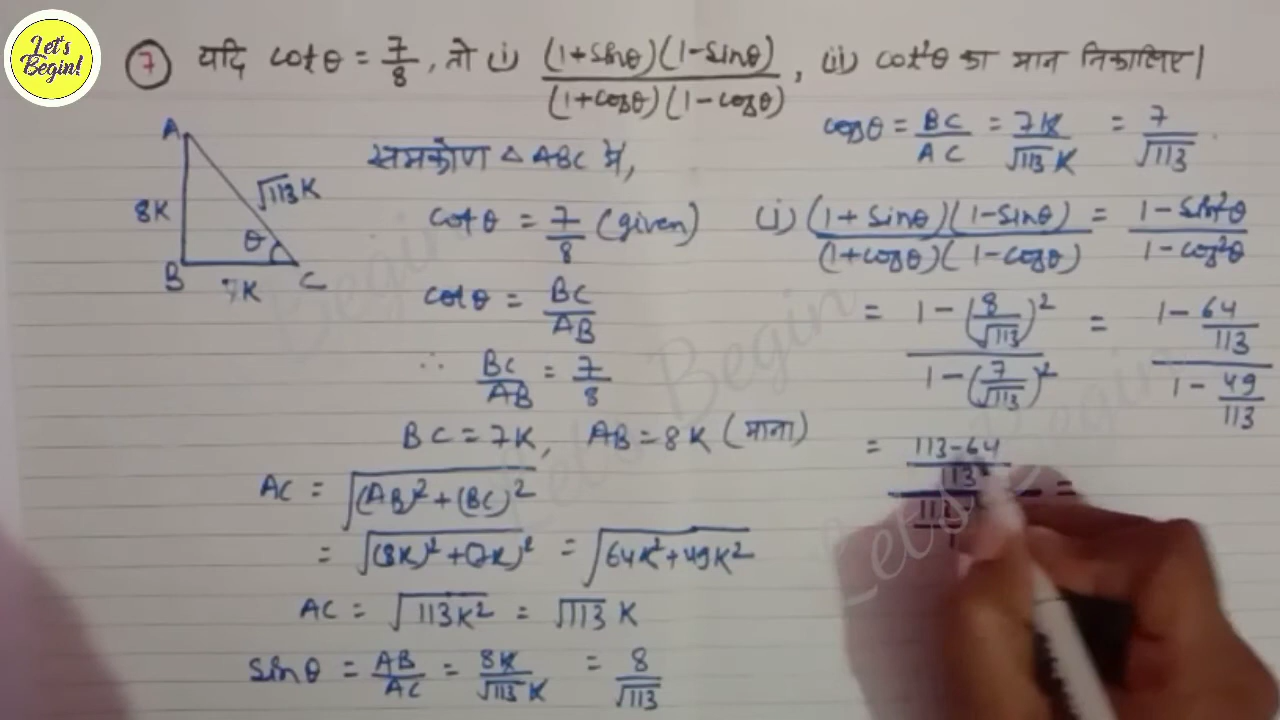 Let's
Begin!
7 यदि cotθ = 7/8, तो (i) (1+sinθ)(1-sinθ)/(1+cosθ)(1-cosθ), (ii) cot²θ का मान निकालिए।
A
8K
√113 K
θ
B
7K
C
समकोण △ ABC में,
cotθ = 7/8 (given)
cotθ = BC/AB
∴ BC/AB = 7/8
BC = 7K, AB = 8K (माना)
AC = √(AB)²+(BC)²
= √(8K)²+(7K)² = √64K²+49K²
AC = √113K² = √113 K
sinθ = AB/AC = 8K/√113 K = 8/√113
cosθ = BC/AC = 7K/√113 K = 7/√113
(i) (1+sinθ)(1-sinθ)/(1+cosθ)(1-cosθ) = 1-sin²θ/1-cos²θ
= 1-(8/√113)²/1-(7/√113)² = 1-64/113/1-49/113
= 113-64/113 =
Let's Begin